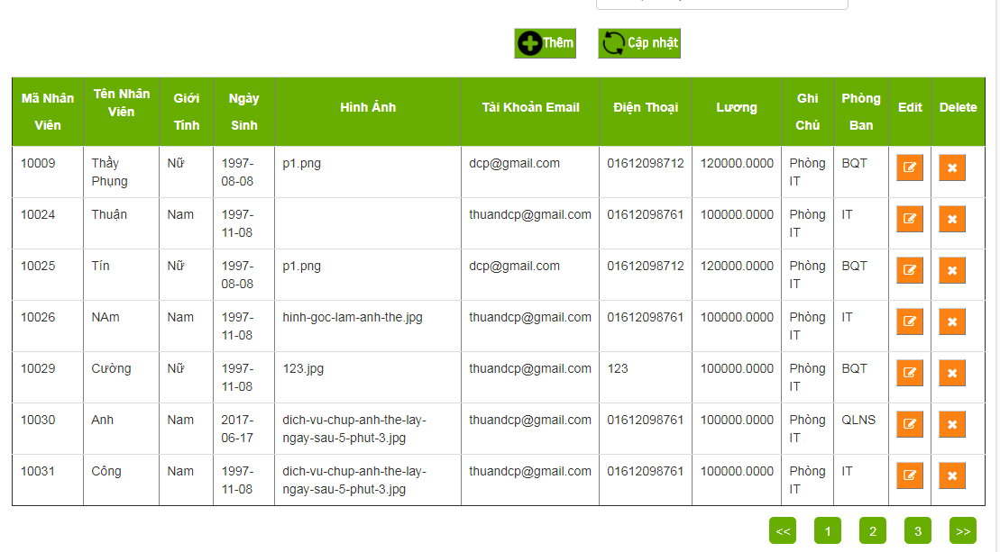 Thêm Cập nhật
Mã Nhân Viên Tên Nhân Viên Giới Tính Ngày Sinh Hình Ảnh Tài Khoản Email Điện Thoại Lương Ghi Chú Phòng Ban Edit Delete
10009 Thầy Phụng Nữ 1997-08-08 p1.png dcp@gmail.com 01612098712 120000.0000 Phòng IT BQT
10024 Thuận Nam 1997-11-08 thuandcp@gmail.com 01612098761 100000.0000 Phòng IT IT
10025 Tín Nữ 1997-08-08 p1.png dcp@gmail.com 01612098712 120000.0000 Phòng IT BQT
10026 NAm Nam 1997-11-08 hinh-goc-lam-anh-the.jpg thuandcp@gmail.com 01612098761 100000.0000 Phòng IT IT
10029 Cường Nữ 1997-11-08 123.jpg thuandcp@gmail.com 123 100000.0000 Phòng IT BQT
10030 Anh Nam 2017-06-17 dich-vu-chup-anh-the-lay-ngay-sau-5-phut-3.jpg thuandcp@gmail.com 01612098761 100000.0000 Phòng IT QLNS
10031 Công Nam 1997-11-08 dich-vu-chup-anh-the-lay-ngay-sau-5-phut-3.jpg thuandcp@gmail.com 01612098761 100000.0000 Phòng IT IT
<< 1 2 3 >>